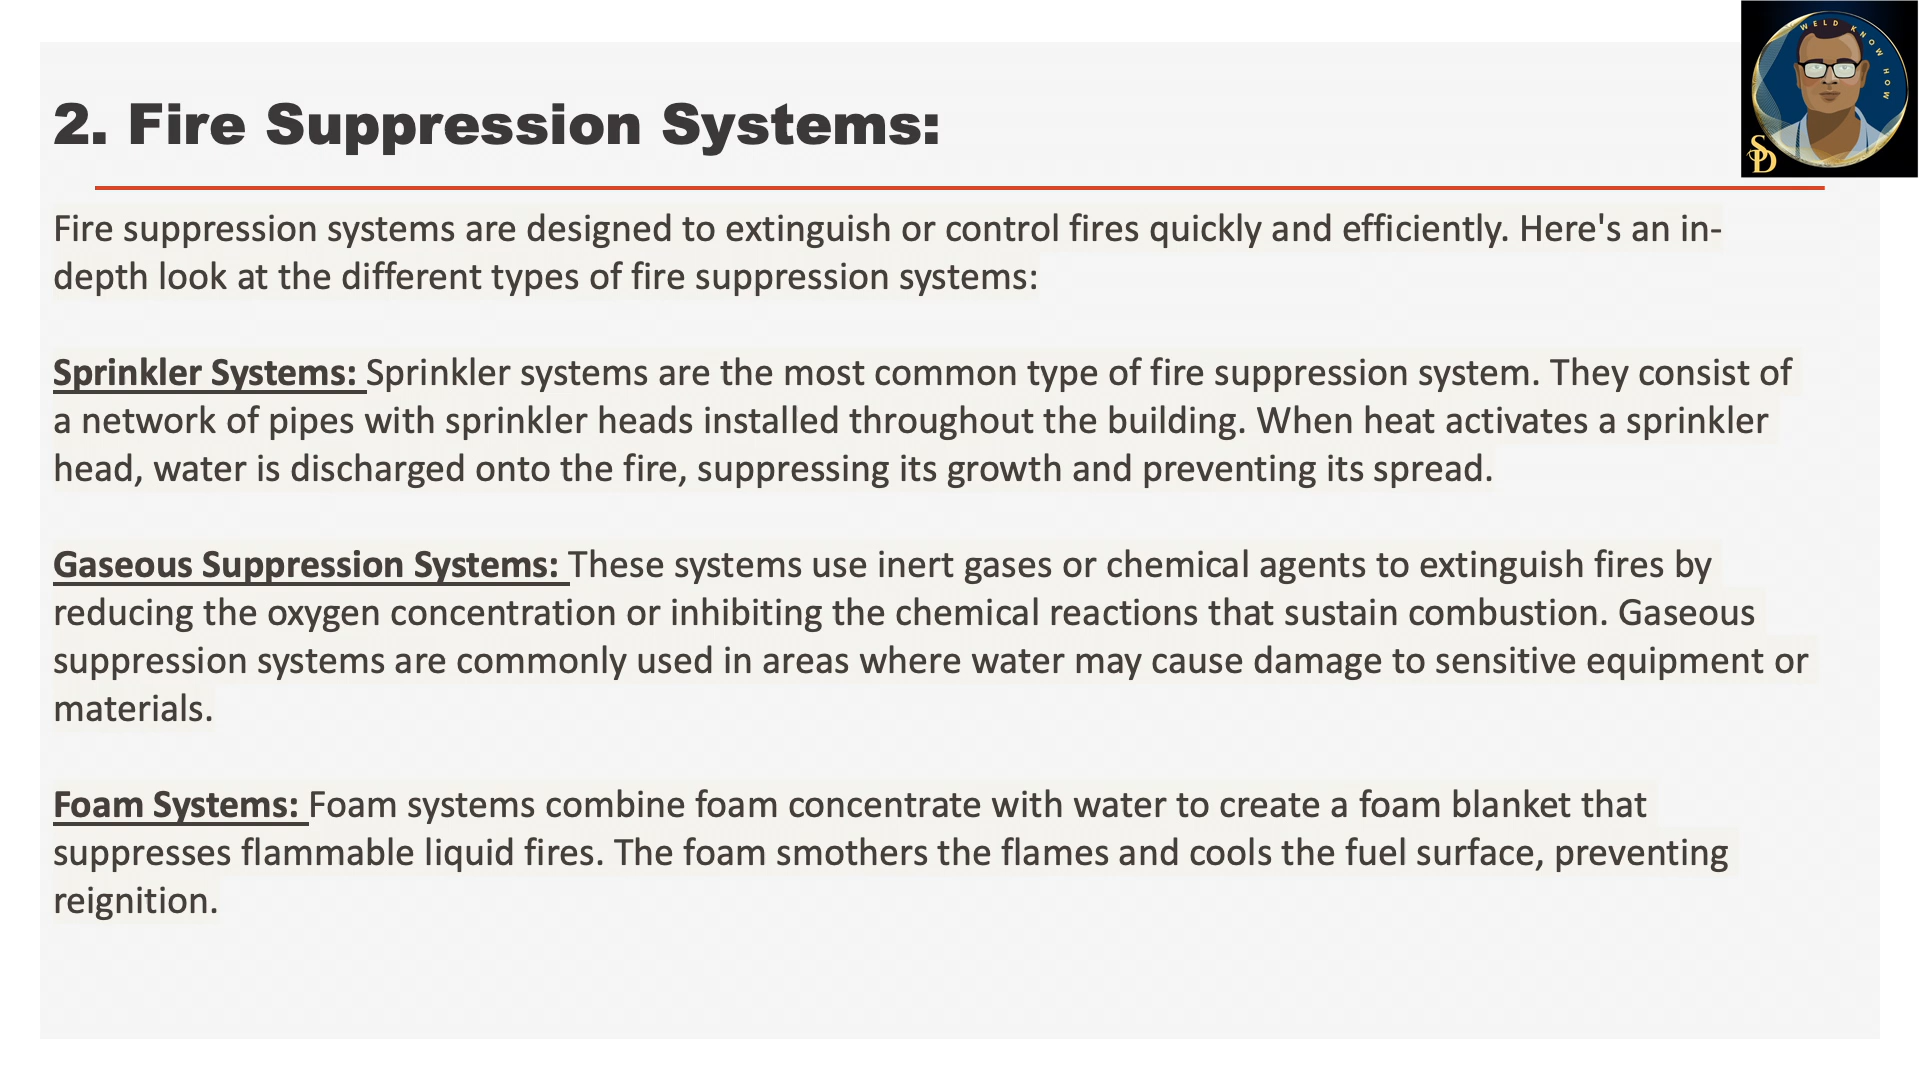 WELD KNOW HOW
SD
2. Fire Suppression Systems:
Fire suppression systems are designed to extinguish or control fires quickly and efficiently. Here's an in-
depth look at the different types of fire suppression systems:
Sprinkler Systems: Sprinkler systems are the most common type of fire suppression system. They consist of
a network of pipes with sprinkler heads installed throughout the building. When heat activates a sprinkler
head, water is discharged onto the fire, suppressing its growth and preventing its spread.
Gaseous Suppression Systems: These systems use inert gases or chemical agents to extinguish fires by
reducing the oxygen concentration or inhibiting the chemical reactions that sustain combustion. Gaseous
suppression systems are commonly used in areas where water may cause damage to sensitive equipment or
materials.
Foam Systems: Foam systems combine foam concentrate with water to create a foam blanket that
suppresses flammable liquid fires. The foam smothers the flames and cools the fuel surface, preventing
reignition.